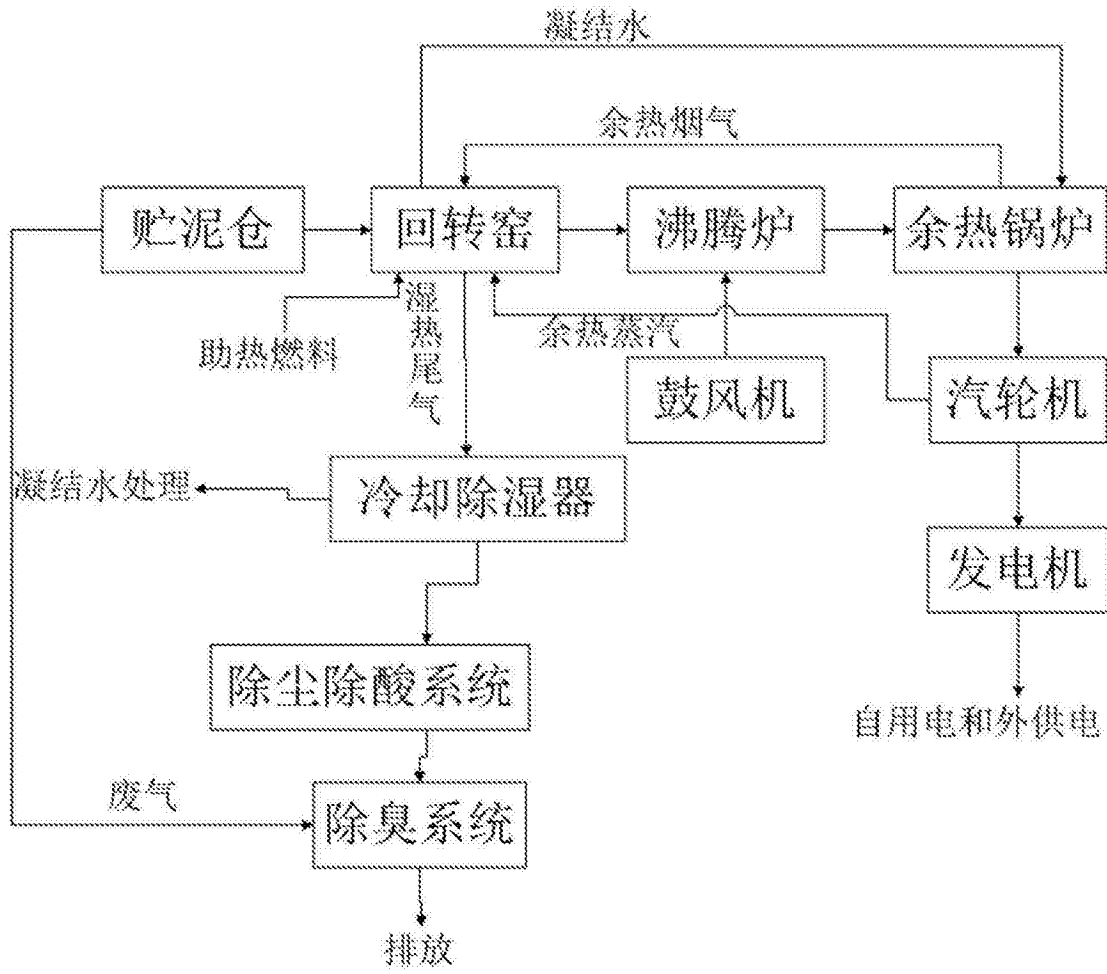 凝结水
余热烟气
贮泥仓
回转窑
沸腾炉
余热锅炉
助热燃料
湿热尾气
余热蒸汽
鼓风机
汽轮机
凝结水处理
冷却除湿器
发电机
除尘除酸系统
自用电和外供电
废气
除臭系统
排放